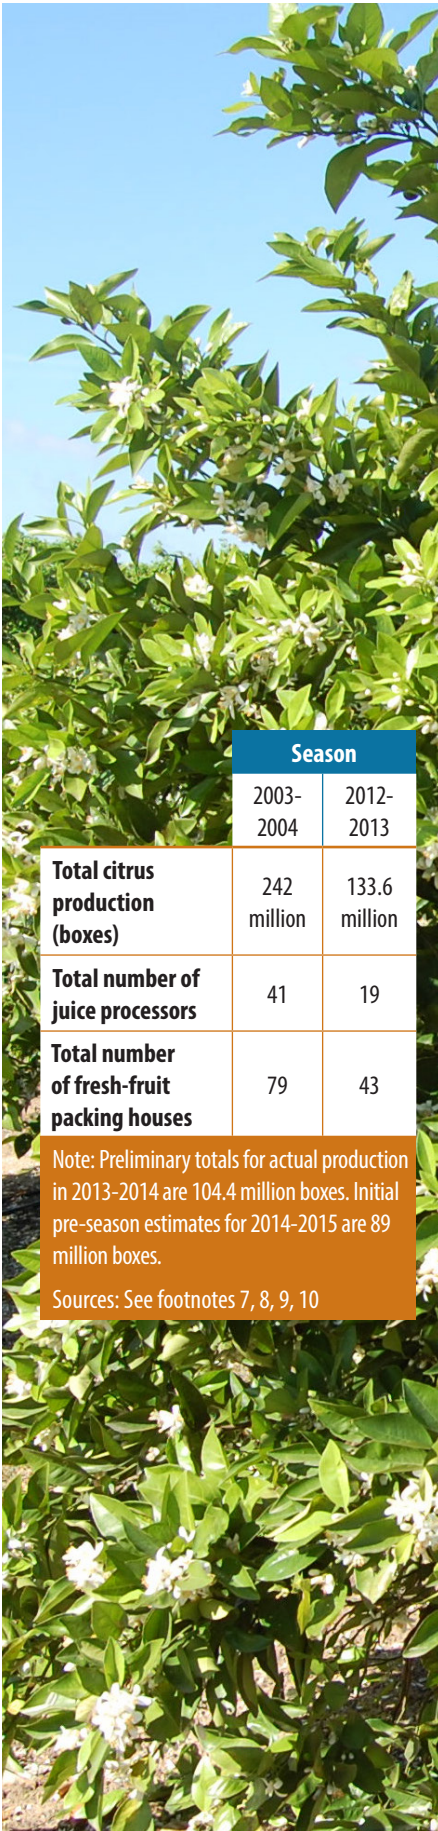 Season
2003-
2004
2012-
2013
Total citrus
production
(boxes)
242
million
133.6
million
Total number of
juice processors
41
19
Total number
of fresh-fruit
packing houses
79
43
Note: Preliminary totals for actual production
in 2013-2014 are 104.4 million boxes. Initial
pre-season estimates for 2014-2015 are 89
million boxes.
Sources: See footnotes 7, 8, 9, 10